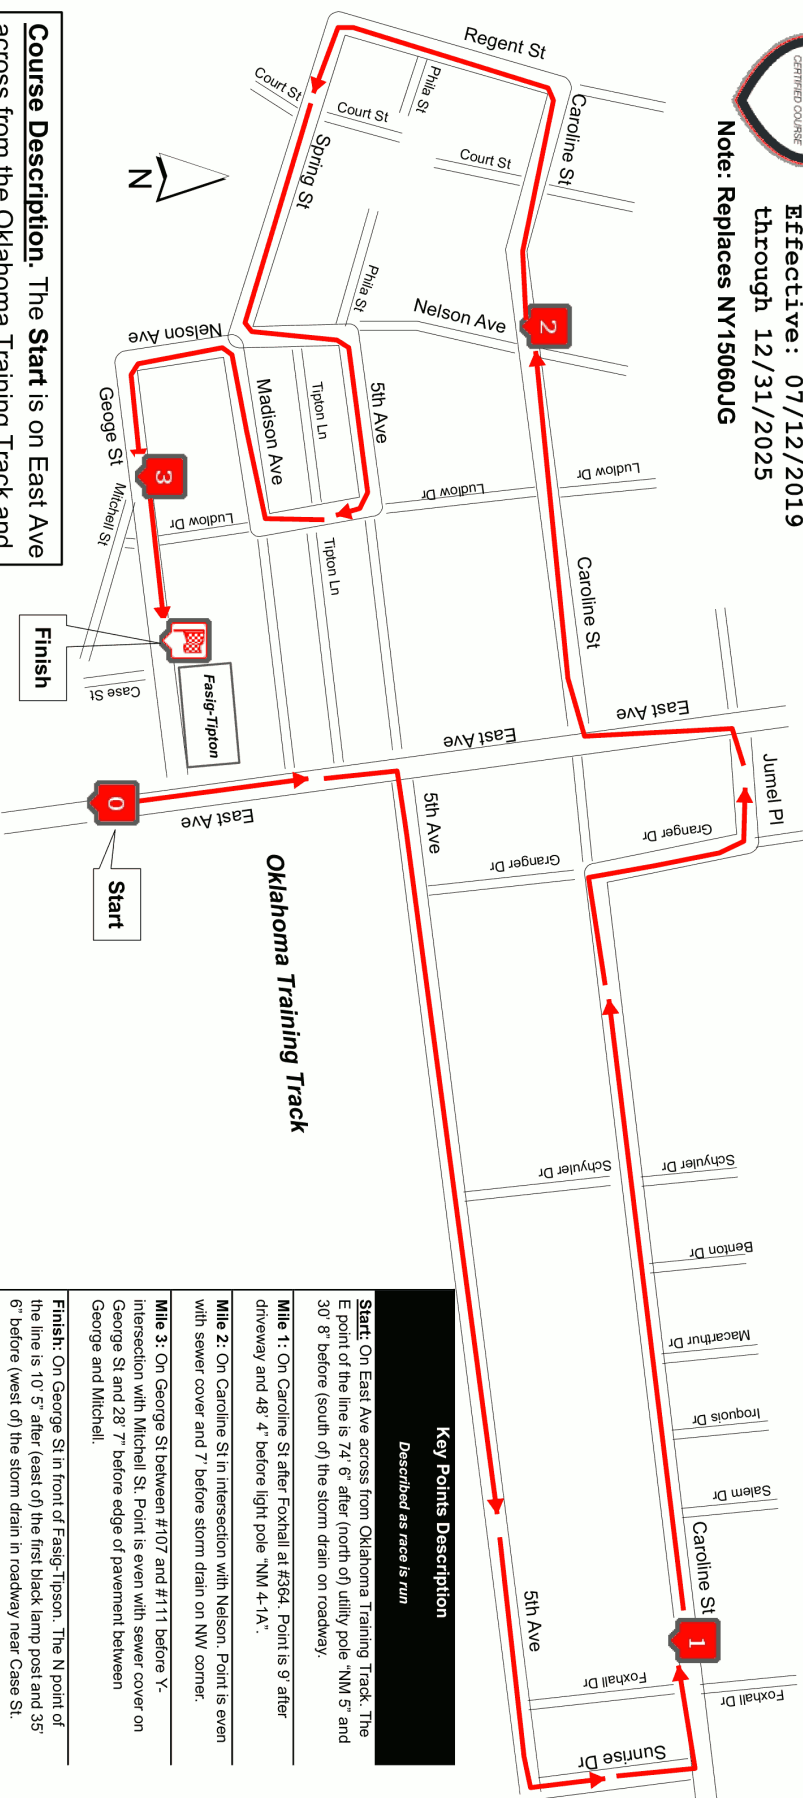 CERTIFIED COURSE
Effective: 07/12/2019
through 12/31/2025
Note: Replaces NY15060JG
Regent St
Caroline St
Phila St
Court St
Court St
Court St
Spring St
N
Phila St
Nelson Ave
2
Nelson Ave
5th Ave
Tipton Ln
Madison Ave
Geoge St
3
Mitchell St
Ludlow Dr
Ludlow Dr
Ludlow Dr
Tipton Ln
Caroline St
Finish
Fasig-Tipton
Case St
East Ave
East Ave
East Ave
0
Start
5th Ave
Jumel Pl
Granger Dr
Granger Dr
Oklahoma Training Track
Schyuler Dr
Schyuler Dr
Benton Dr
Macarthur Dr
Iroquois Dr
Salem Dr
Caroline St
1
5th Ave
Foxhall Dr
Foxhall Dr
Sunrise Dr
Course Description. The Start is on East Ave
across from the Oklahoma Training Track and
Key Points Description
Described as race is run
Start: On East Ave across from Oklahoma Training Track. The
E point of the line is 74' 6" after (north of) utility pole "NM 5" and
30' 8" before (south of) the storm drain on roadway.
Mile 1: On Caroline St after Foxhall at #364. Point is 9' after
driveway and 48' 4" before light pole "NM 4-1A".
Mile 2: On Caroline St in intersection with Nelson. Point is even
with sewer cover and 7' before storm drain on NW corner.
Mile 3: On George St between #107 and #111 before Y-
intersection with Mitchell St. Point is even with sewer cover on
George St and 28' 7" before edge of pavement between
George and Mitchell.
Finish: On George St in front of Fasig-Tipson. The N point of
the line is 10' 5" after (east of) the first black lamp post and 35'
6" before (west of) the storm drain in roadway near Case St.